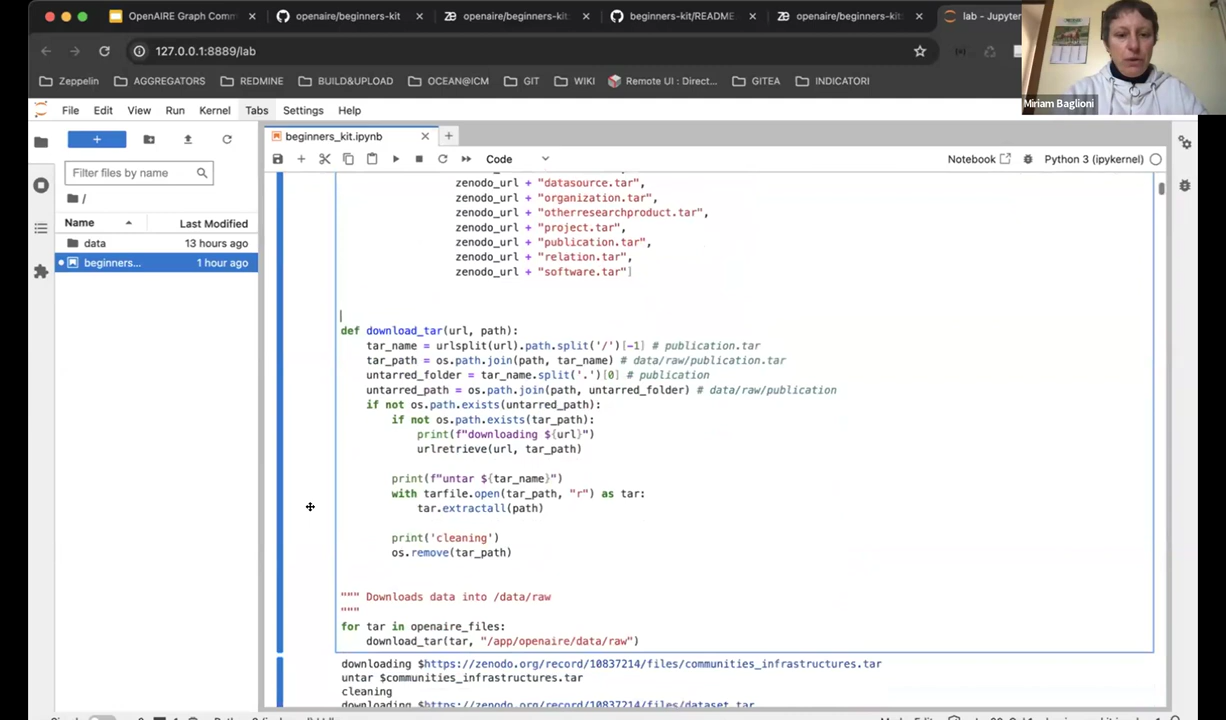 OpenAIRE Graph Comm
openaire/beginners-kit
openaire/beginners-kit
beginners-kit/README
openaire/beginners-kit
lab - Jupyter
127.0.0.1:8889/lab
Zeppelin
AGGREGATORS
REDMINE
BUILD&UPLOAD
OCEAN@ICM
GIT
WIKI
Remote UI : Direct...
GITEA
INDICATORI
Miriam Baglioni
File Edit View Run Kernel Tabs Settings Help
beginners_kit.ipynb
Code
Notebook
Python 3 (ipykernel)
Filter files by name
/
Name
Last Modified
data
13 hours ago
beginners...
1 hour ago
zenodo_url + "datasource.tar",
zenodo_url + "organization.tar",
zenodo_url + "otherresearchproduct.tar",
zenodo_url + "project.tar",
zenodo_url + "publication.tar",
zenodo_url + "relation.tar",
zenodo_url + "software.tar"]
def download_tar(url, path):
tar_name = urlsplit(url).path.split('/')[-1] # publication.tar
tar_path = os.path.join(path, tar_name) # data/raw/publication.tar
untarred_folder = tar_name.split('.')[0] # publication
untarred_path = os.path.join(path, untarred_folder) # data/raw/publication
if not os.path.exists(untarred_path):
if not os.path.exists(tar_path):
print(f"downloading ${url}")
urlretrieve(url, tar_path)
print(f"untar ${tar_name}")
with tarfile.open(tar_path, "r") as tar:
tar.extractall(path)
print('cleaning')
os.remove(tar_path)
""" Downloads data into /data/raw
"""
for tar in openaire_files:
download_tar(tar, "/app/openaire/data/raw")
downloading $https://zenodo.org/record/10837214/files/communities_infrastructures.tar
untar $communities_infrastructures.tar
cleaning
downloading $https://zenodo.org/record/10837214/files/dataset.tar